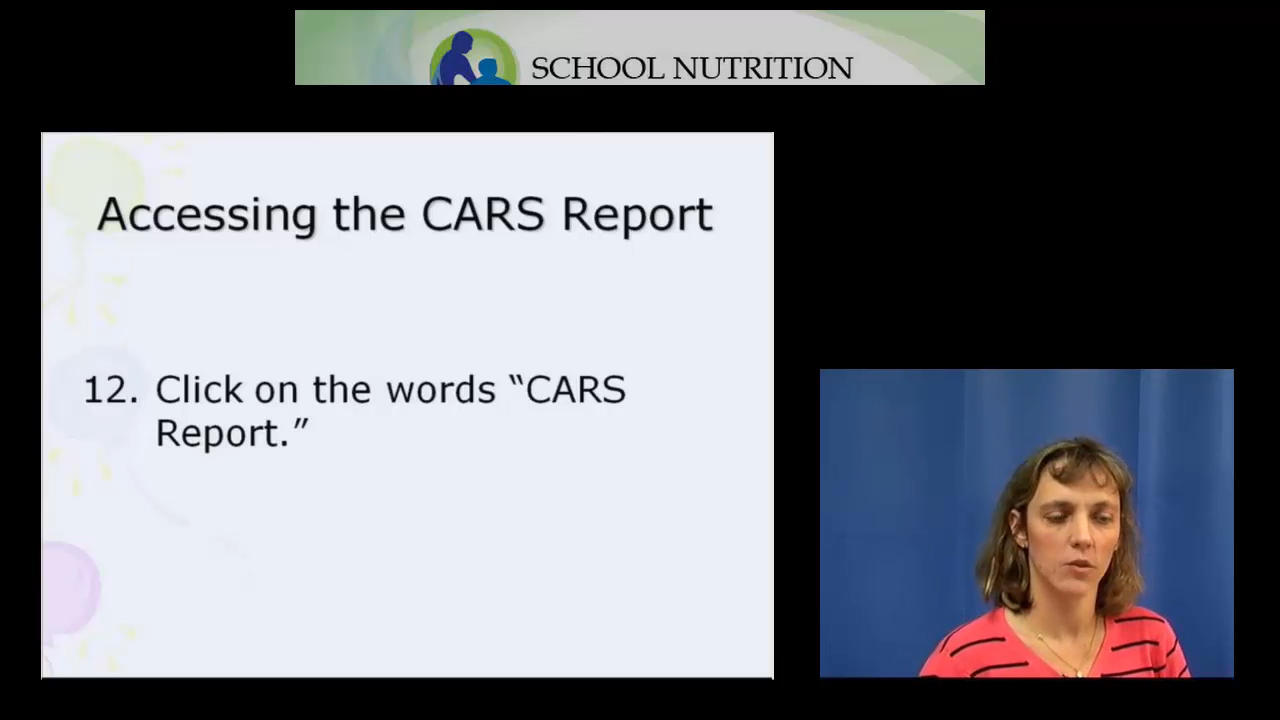 SCHOOL NUTRITION
Accessing the CARS Report
12. Click on the words “CARS
Report.”